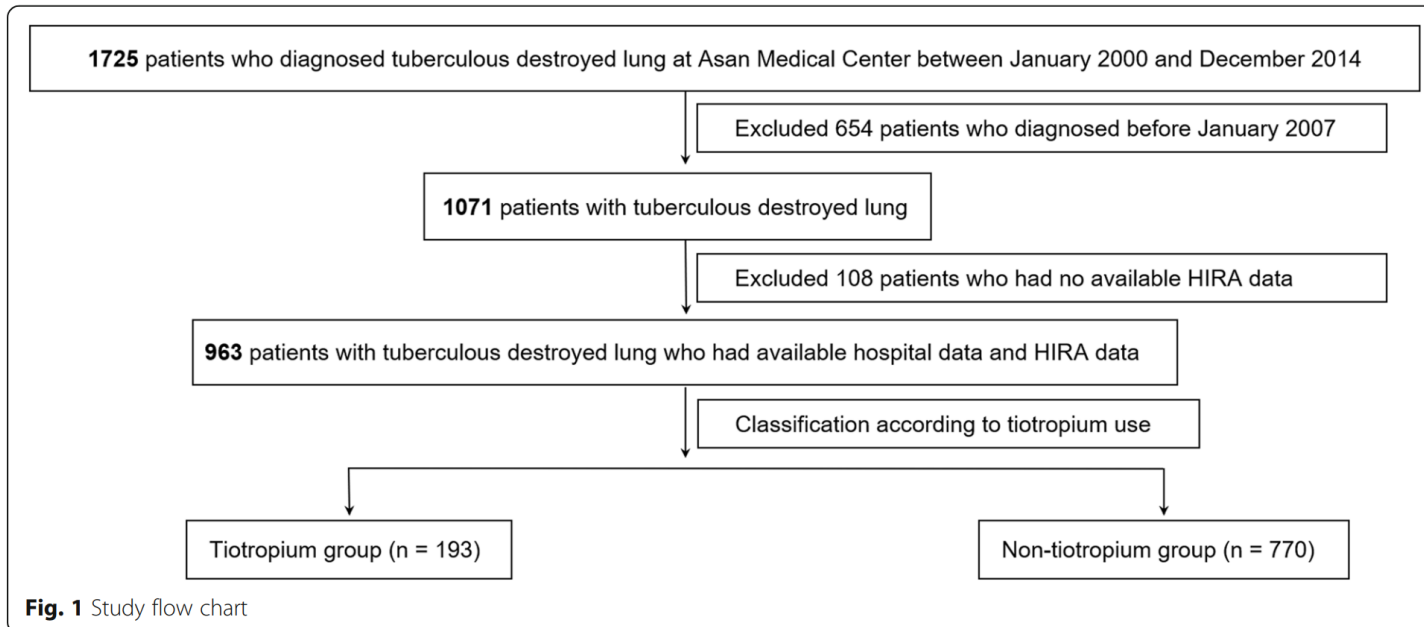 1725 patients who diagnosed tuberculous destroyed lung at Asan Medical Center between January 2000 and December 2014
Excluded 654 patients who diagnosed before January 2007
1071 patients with tuberculous destroyed lung
Excluded 108 patients who had no available HIRA data
963 patients with tuberculous destroyed lung who had available hospital data and HIRA data
Classification according to tiotropium use
Tiotropium group (n = 193)
Non-tiotropium group (n = 770)
Fig. 1 Study flow chart